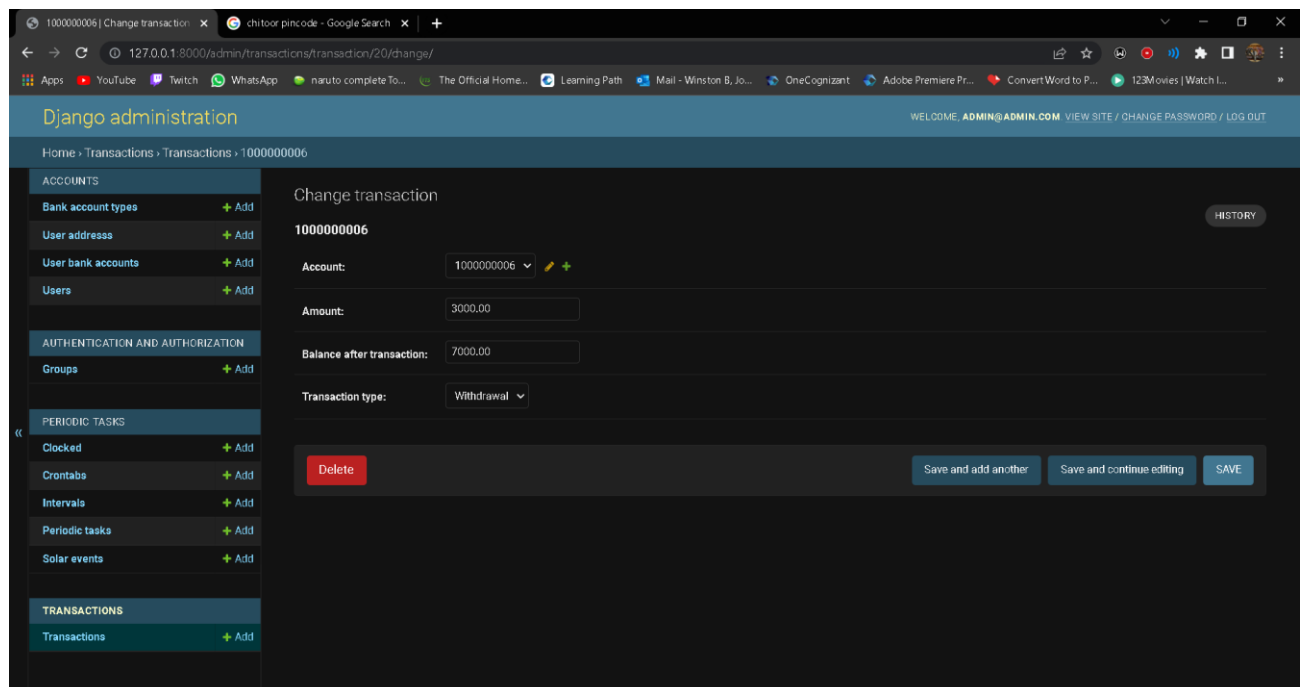 1000000006 | Change transaction
chitoor pincode - Google Search
127.0.0.1:8000/admin/transactions/transaction/20/change/
Apps YouTube Twitch WhatsApp naruto complete To... The Official Home... Learning Path Mail - Winston B, Jo... OneCognizant Adobe Premiere Pr... Convert Word to P... 123Movies | Watch l... »
Django administration
WELCOME, ADMIN@ADMIN.COM. VIEW SITE / CHANGE PASSWORD / LOG OUT
Home › Transactions › Transactions › 1000000006
ACCOUNTS
Bank account types + Add
User addresss + Add
User bank accounts + Add
Users + Add
AUTHENTICATION AND AUTHORIZATION
Groups + Add
PERIODIC TASKS
Clocked + Add
Crontabs + Add
Intervals + Add
Periodic tasks + Add
Solar events + Add
TRANSACTIONS
Transactions + Add
«
Change transaction
HISTORY
1000000006
Account: 1000000006
Amount: 3000.00
Balance after transaction: 7000.00
Transaction type: Withdrawal
Delete
Save and add another
Save and continue editing
SAVE